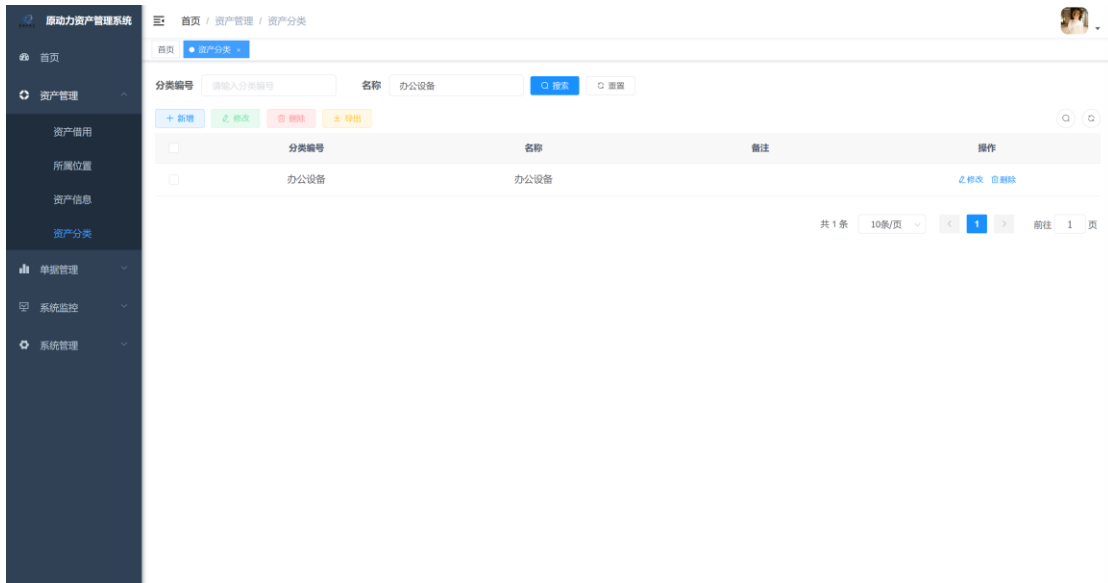 原动力资产管理系统
首页 / 资产管理 / 资产分类
首页
首页 资产分类 ×
资产管理
资产借用
所属位置
资产信息
资产分类
单据管理
系统监控
系统管理
分类编号 请输入分类编号 名称 办公设备 搜索 重置
+ 新增 修改 删除 导出
分类编号 名称 备注 操作
办公设备 办公设备 修改 删除
共 1 条 10条/页 < 1 > 前往 1 页